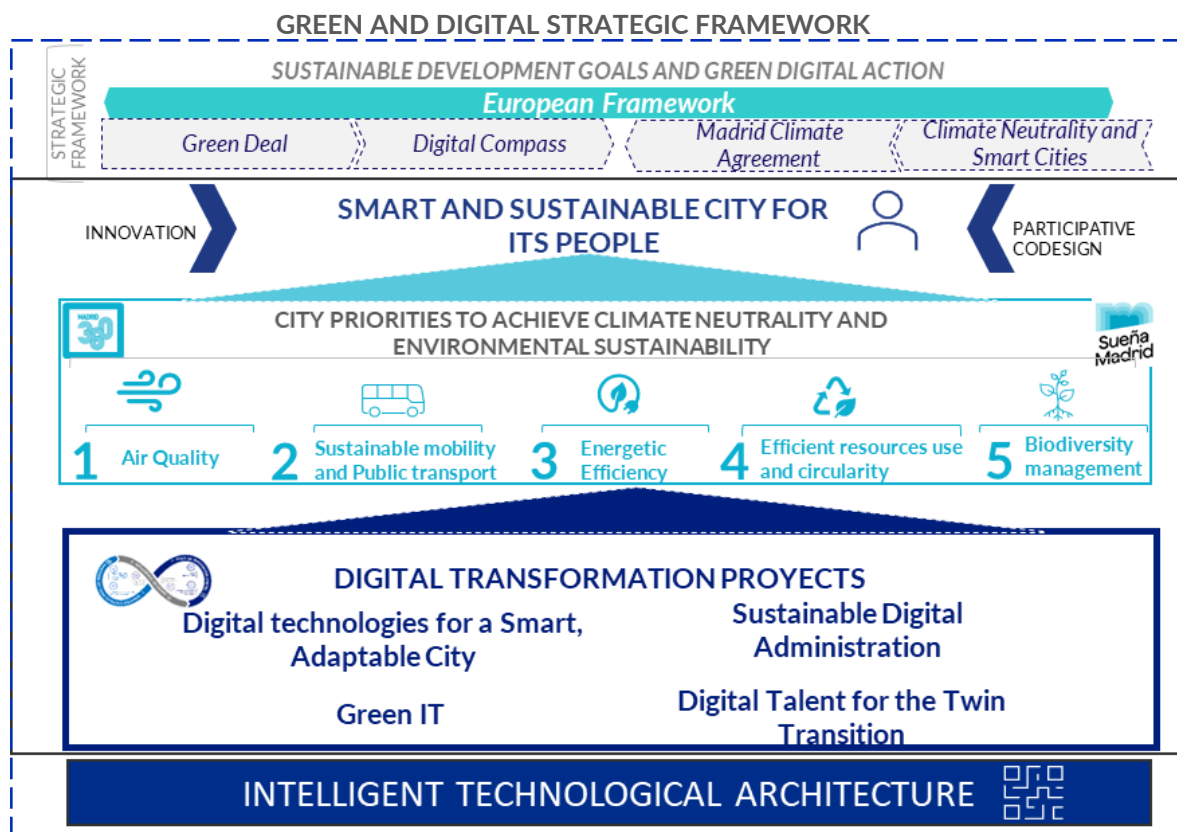 GREEN AND DIGITAL STRATEGIC FRAMEWORK
STRATEGIC
FRAMEWORK
SUSTAINABLE DEVELOPMENT GOALS AND GREEN DIGITAL ACTION
European Framework
Green Deal
Digital Compass
Madrid Climate
Agreement
Climate Neutrality and
Smart Cities
INNOVATION
SMART AND SUSTAINABLE CITY FOR
ITS PEOPLE
PARTICIPATIVE
CODESIGN
MADRID
360
CITY PRIORITIES TO ACHIEVE CLIMATE NEUTRALITY AND
ENVIRONMENTAL SUSTAINABILITY
Sueña
Madrid
1 Air Quality
2 Sustainable mobility
and Public transport
3 Energetic
Efficiency
4 Efficient resources use
and circularity
5 Biodiversity
management
DIGITAL TRANSFORMATION PROYECTS
Digital technologies for a Smart,
Adaptable City
Sustainable Digital
Administration
Green IT
Digital Talent for the Twin
Transition
INTELLIGENT TECHNOLOGICAL ARCHITECTURE